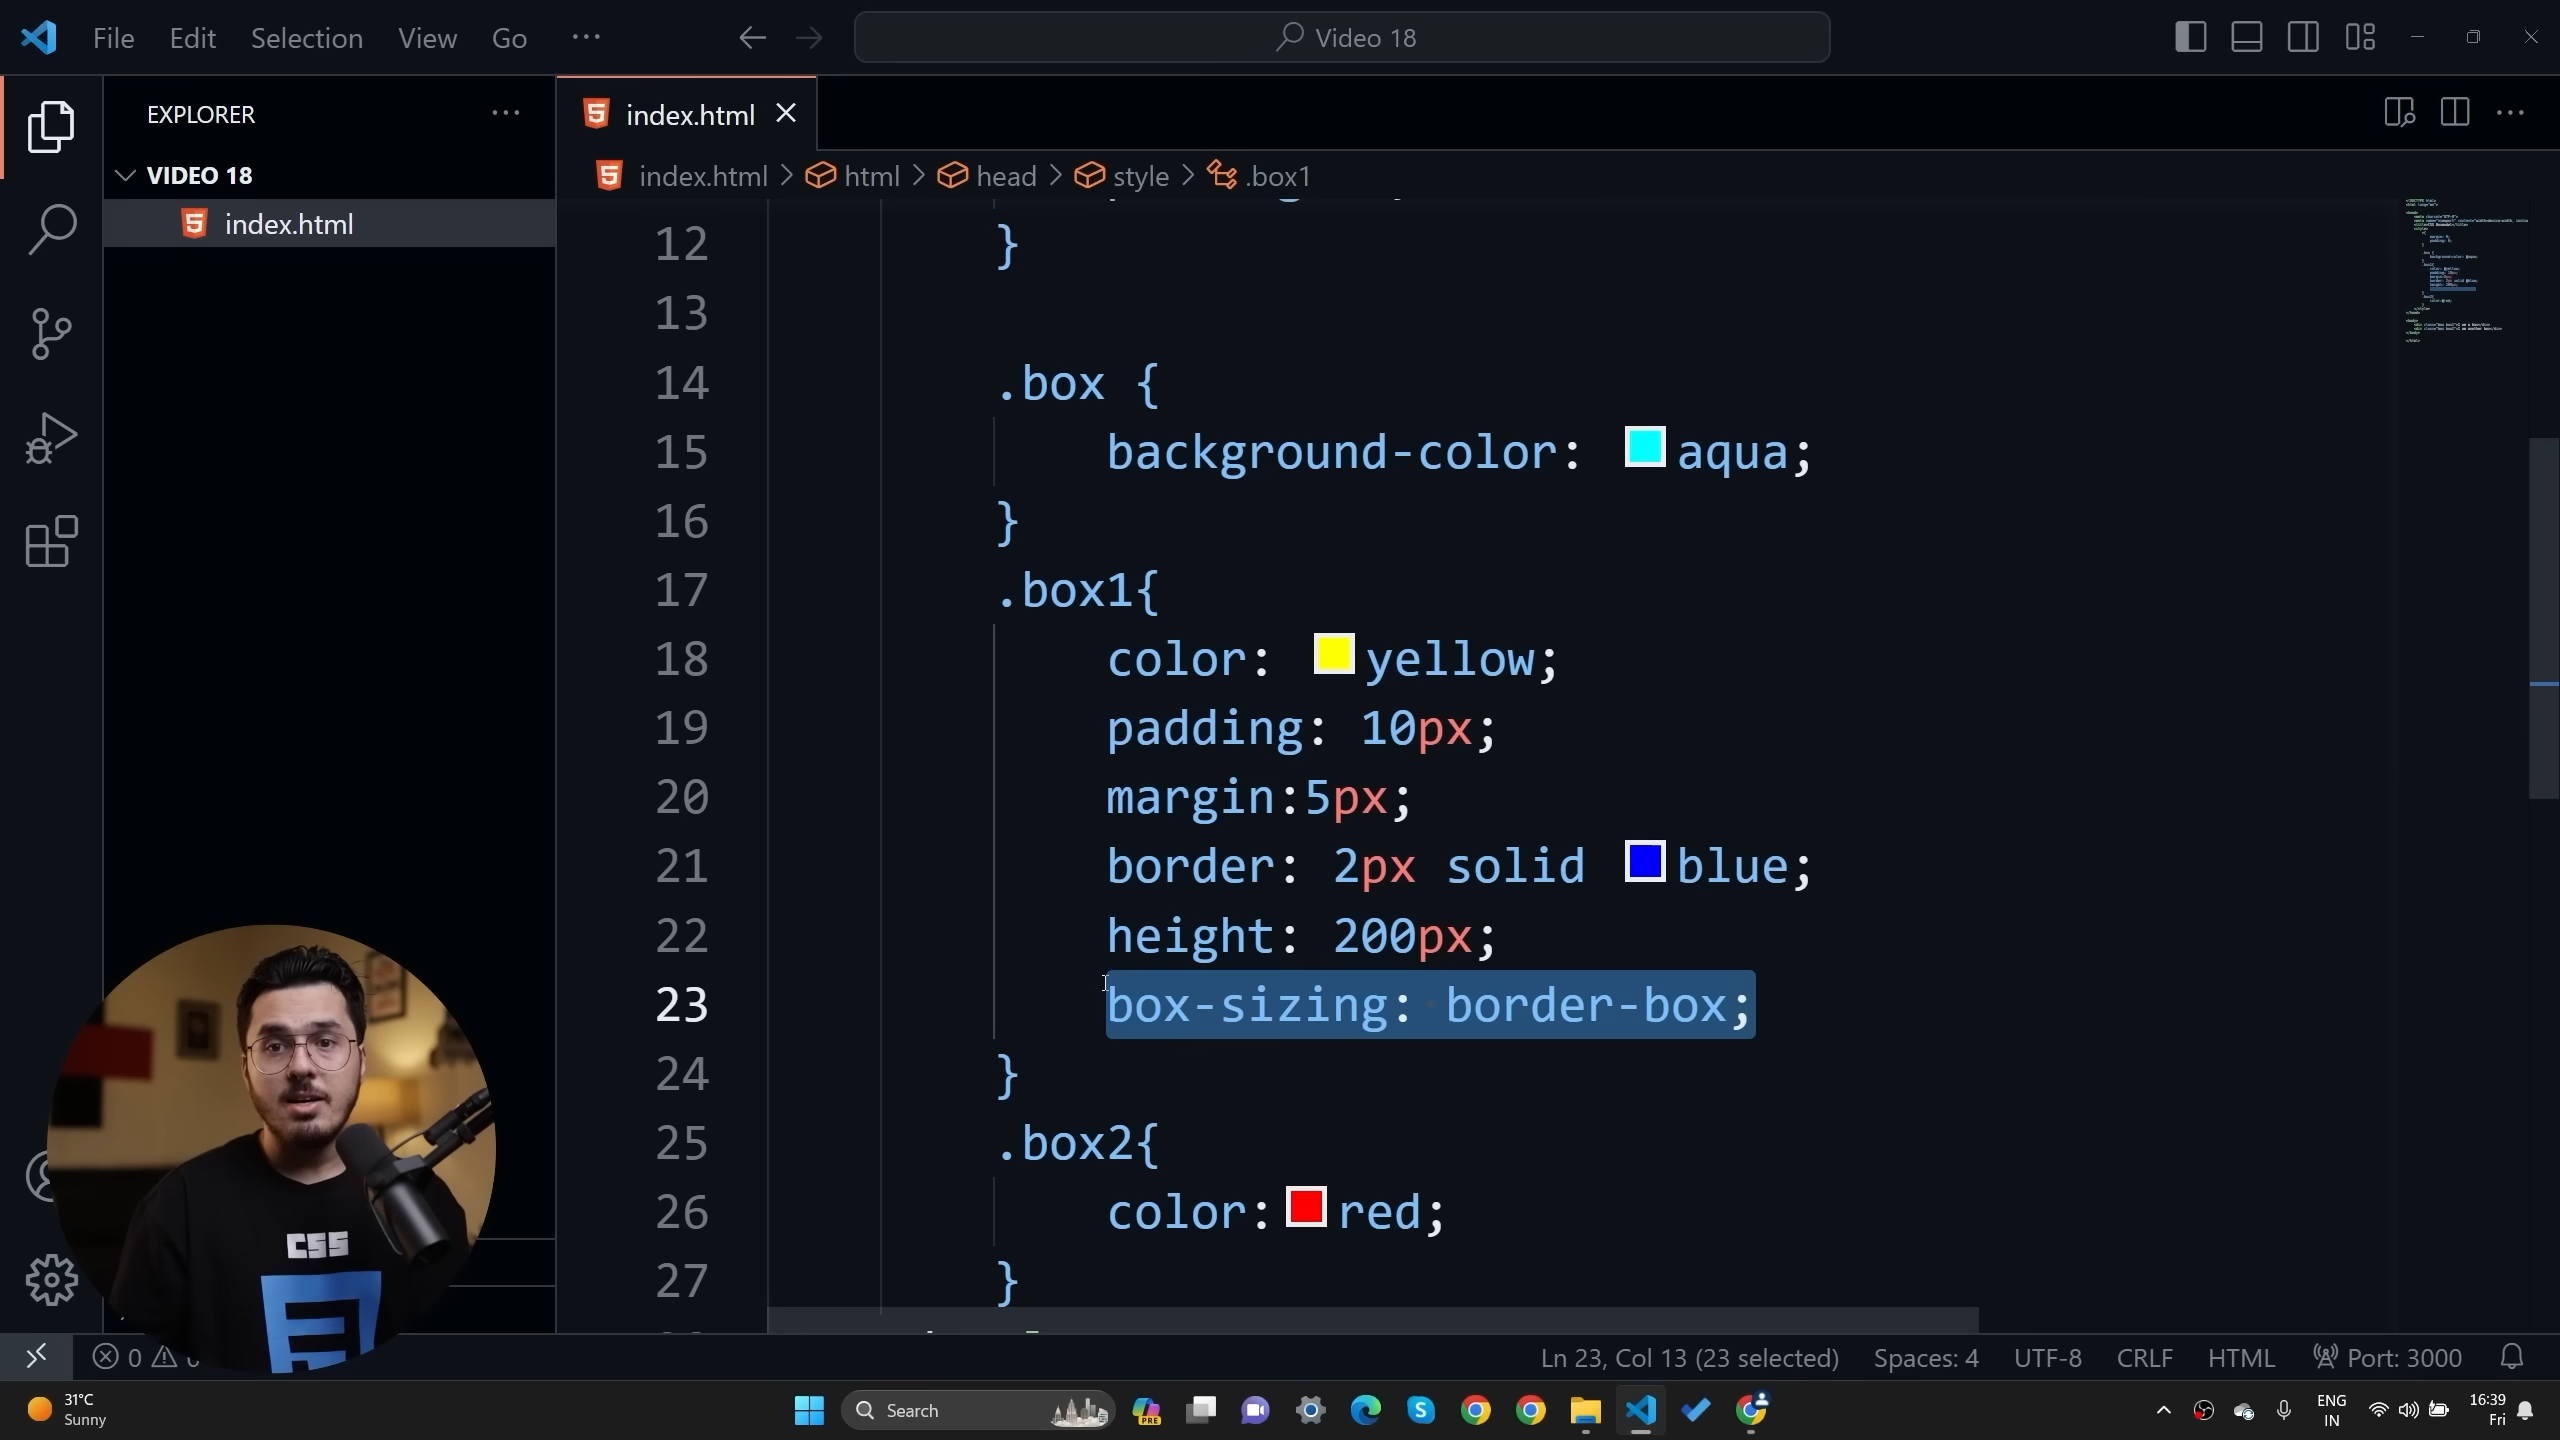 File Edit Selection View Go ···
Video 18
EXPLORER
VIDEO 18
index.html
index.html
index.html > html > head > style > .box1
12 }
13
14 .box {
15 background-color: aqua;
16 }
17 .box1{
18 color: yellow;
19 padding: 10px;
20 margin:5px;
21 border: 2px solid blue;
22 height: 200px;
23 box-sizing: border-box;
24 }
25 .box2{
26 color: red;
27 }
CSS
0
Ln 23, Col 13 (23 selected) Spaces: 4 UTF-8 CRLF HTML Port: 3000
31°C
Sunny
Search
PRE
ENG
IN
16:39
Fri